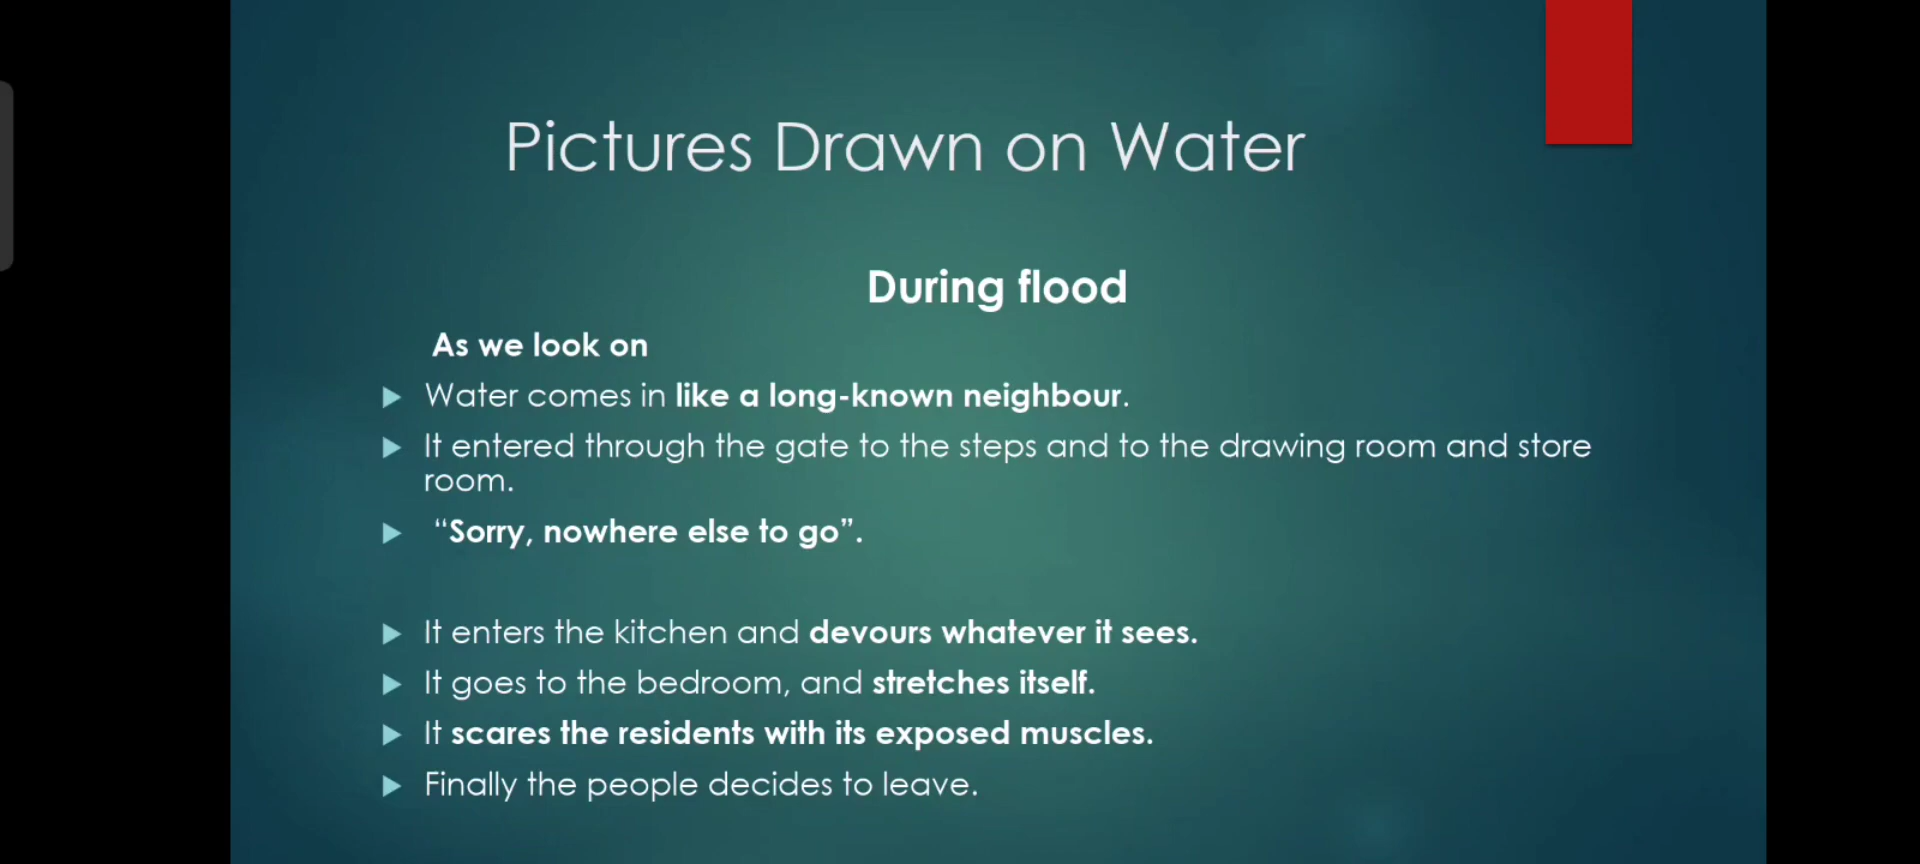 Pictures Drawn on Water
During flood
As we look on
Water comes in like a long-known neighbour.
It entered through the gate to the steps and to the drawing room and store
room.
“Sorry, nowhere else to go”.
It enters the kitchen and devours whatever it sees.
It goes to the bedroom, and stretches itself.
It scares the residents with its exposed muscles.
Finally the people decides to leave.